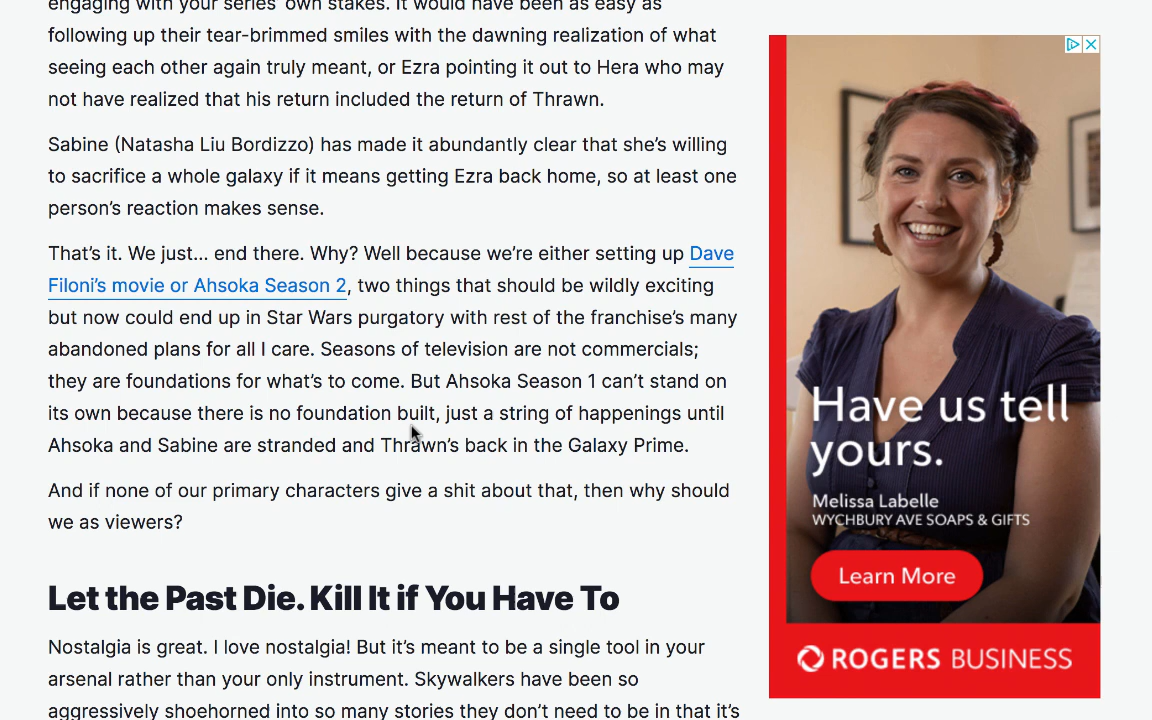 engaging with your series' own stakes. It would have been as easy as
following up their tear-brimmed smiles with the dawning realization of what
seeing each other again truly meant, or Ezra pointing it out to Hera who may
not have realized that his return included the return of Thrawn.
Sabine (Natasha Liu Bordizzo) has made it abundantly clear that she’s willing
to sacrifice a whole galaxy if it means getting Ezra back home, so at least one
person’s reaction makes sense.
That’s it. We just… end there. Why? Well because we’re either setting up Dave
Filoni’s movie or Ahsoka Season 2, two things that should be wildly exciting
but now could end up in Star Wars purgatory with rest of the franchise’s many
abandoned plans for all I care. Seasons of television are not commercials;
they are foundations for what’s to come. But Ahsoka Season 1 can’t stand on
its own because there is no foundation built, just a string of happenings until
Ahsoka and Sabine are stranded and Thrawn’s back in the Galaxy Prime.
And if none of our primary characters give a shit about that, then why should
we as viewers?
Let the Past Die. Kill It if You Have To
Nostalgia is great. I love nostalgia! But it’s meant to be a single tool in your
arsenal rather than your only instrument. Skywalkers have been so
aggressively shoehorned into so many stories they don’t need to be in that it’s
Have us tell
yours.
Melissa Labelle
WYCHBURY AVE SOAPS & GIFTS
Learn More
ROGERS BUSINESS